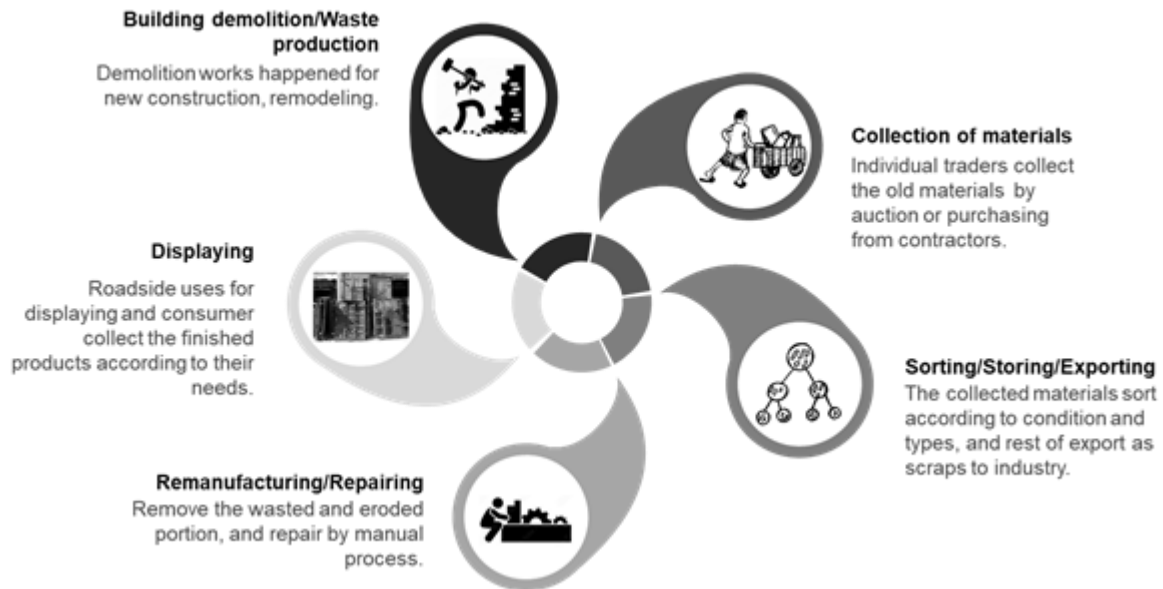 Building demolition/Waste
production
Demolition works happened for
new construction, remodeling.
Collection of materials
Individual traders collect
the old materials by
auction or purchasing
from contractors.
Sorting/Storing/Exporting
The collected materials sort
according to condition and
types, and rest of export as
scraps to industry.
Remanufacturing/Repairing
Remove the wasted and eroded
portion, and repair by manual
process.
Displaying
Roadside uses for
displaying and consumer
collect the finished
products according to their
needs.